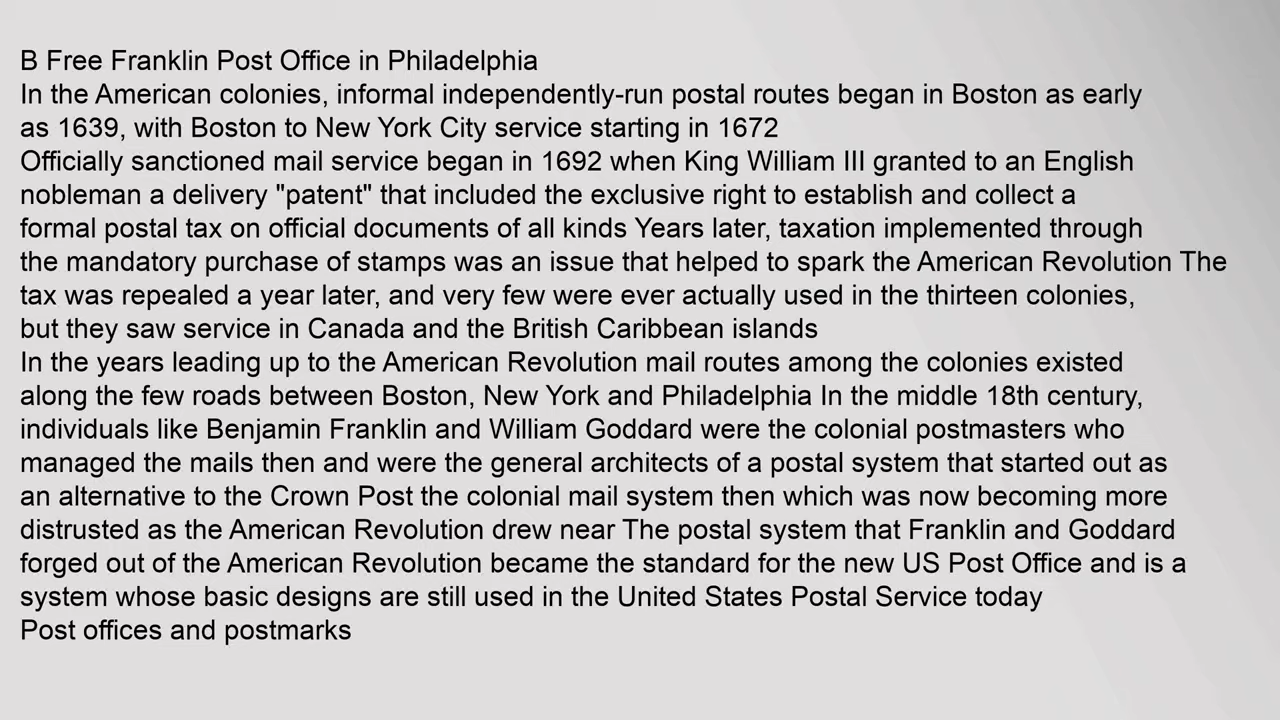 B Free Franklin Post Office in Philadelphia
In the American colonies, informal independently-run postal routes began in Boston as early
as 1639, with Boston to New York City service starting in 1672
Officially sanctioned mail service began in 1692 when King William III granted to an English
nobleman a delivery "patent" that included the exclusive right to establish and collect a
formal postal tax on official documents of all kinds Years later, taxation implemented through
the mandatory purchase of stamps was an issue that helped to spark the American Revolution The
tax was repealed a year later, and very few were ever actually used in the thirteen colonies,
but they saw service in Canada and the British Caribbean islands
In the years leading up to the American Revolution mail routes among the colonies existed
along the few roads between Boston, New York and Philadelphia In the middle 18th century,
individuals like Benjamin Franklin and William Goddard were the colonial postmasters who
managed the mails then and were the general architects of a postal system that started out as
an alternative to the Crown Post the colonial mail system then which was now becoming more
distrusted as the American Revolution drew near The postal system that Franklin and Goddard
forged out of the American Revolution became the standard for the new US Post Office and is a
system whose basic designs are still used in the United States Postal Service today
Post offices and postmarks